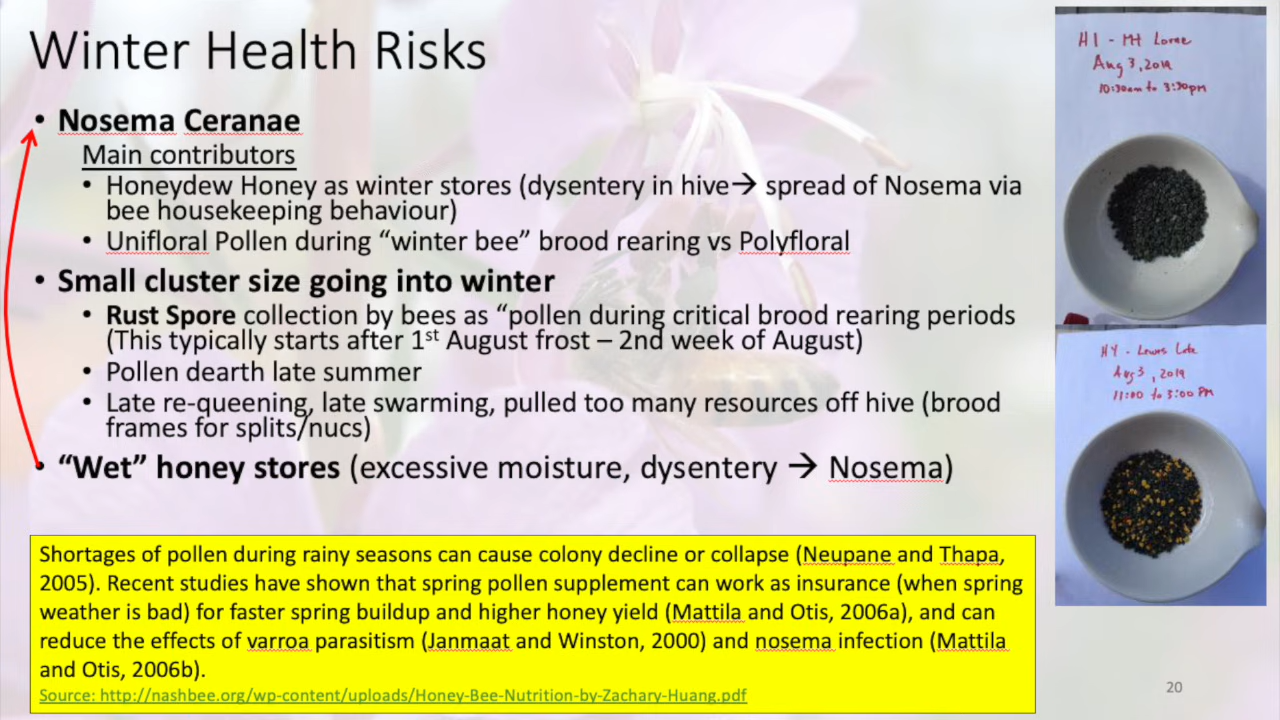 Winter Health Risks
• Nosema Ceranae
Main contributors
• Honeydew Honey as winter stores (dysentery in hive→ spread of Nosema via
bee housekeeping behaviour)
• Unifloral Pollen during “winter bee” brood rearing vs Polyfloral
• Small cluster size going into winter
• Rust Spore collection by bees as “pollen during critical brood rearing periods
(This typically starts after 1st August frost – 2nd week of August)
• Pollen dearth late summer
• Late re-queening, late swarming, pulled too many resources off hive (brood
frames for splits/nucs)
• “Wet” honey stores (excessive moisture, dysentery → Nosema)
Shortages of pollen during rainy seasons can cause colony decline or collapse (Neupane and Thapa,
2005). Recent studies have shown that spring pollen supplement can work as insurance (when spring
weather is bad) for faster spring buildup and higher honey yield (Mattila and Otis, 2006a), and can
reduce the effects of varroa parasitism (Janmaat and Winston, 2000) and nosema infection (Mattila
and Otis, 2006b).
Source: http://nashbee.org/wp-content/uploads/Honey-Bee-Nutrition-by-Zachary-Huang.pdf
H1 - Mt Lorne
Aug 3, 2019
10:30am to 3:30pm
Aug 3, 2019
11:00 to 3:00 PM
20